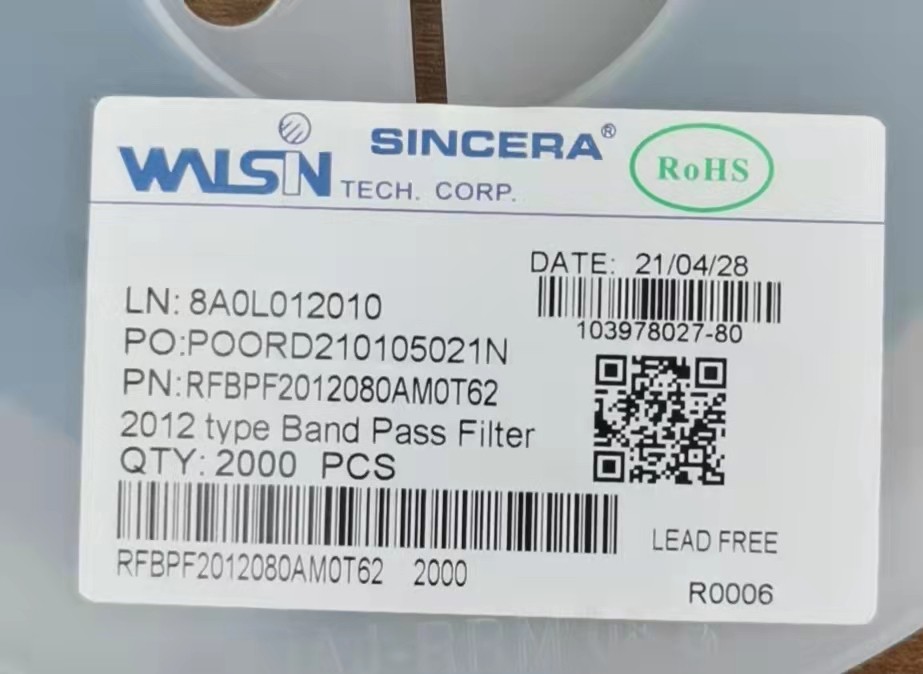 WALSIN SINCERA®
TECH. CORP.
RoHS
DATE: 21/04/28
103978027-80
LN: 8A0L012010
PO:POORD210105021N
PN:RFBPF2012080AM0T62
2012 type Band Pass Filter
QTY: 2000 PCS
RFBPF2012080AM0T62 2000
LEAD FREE
R0006